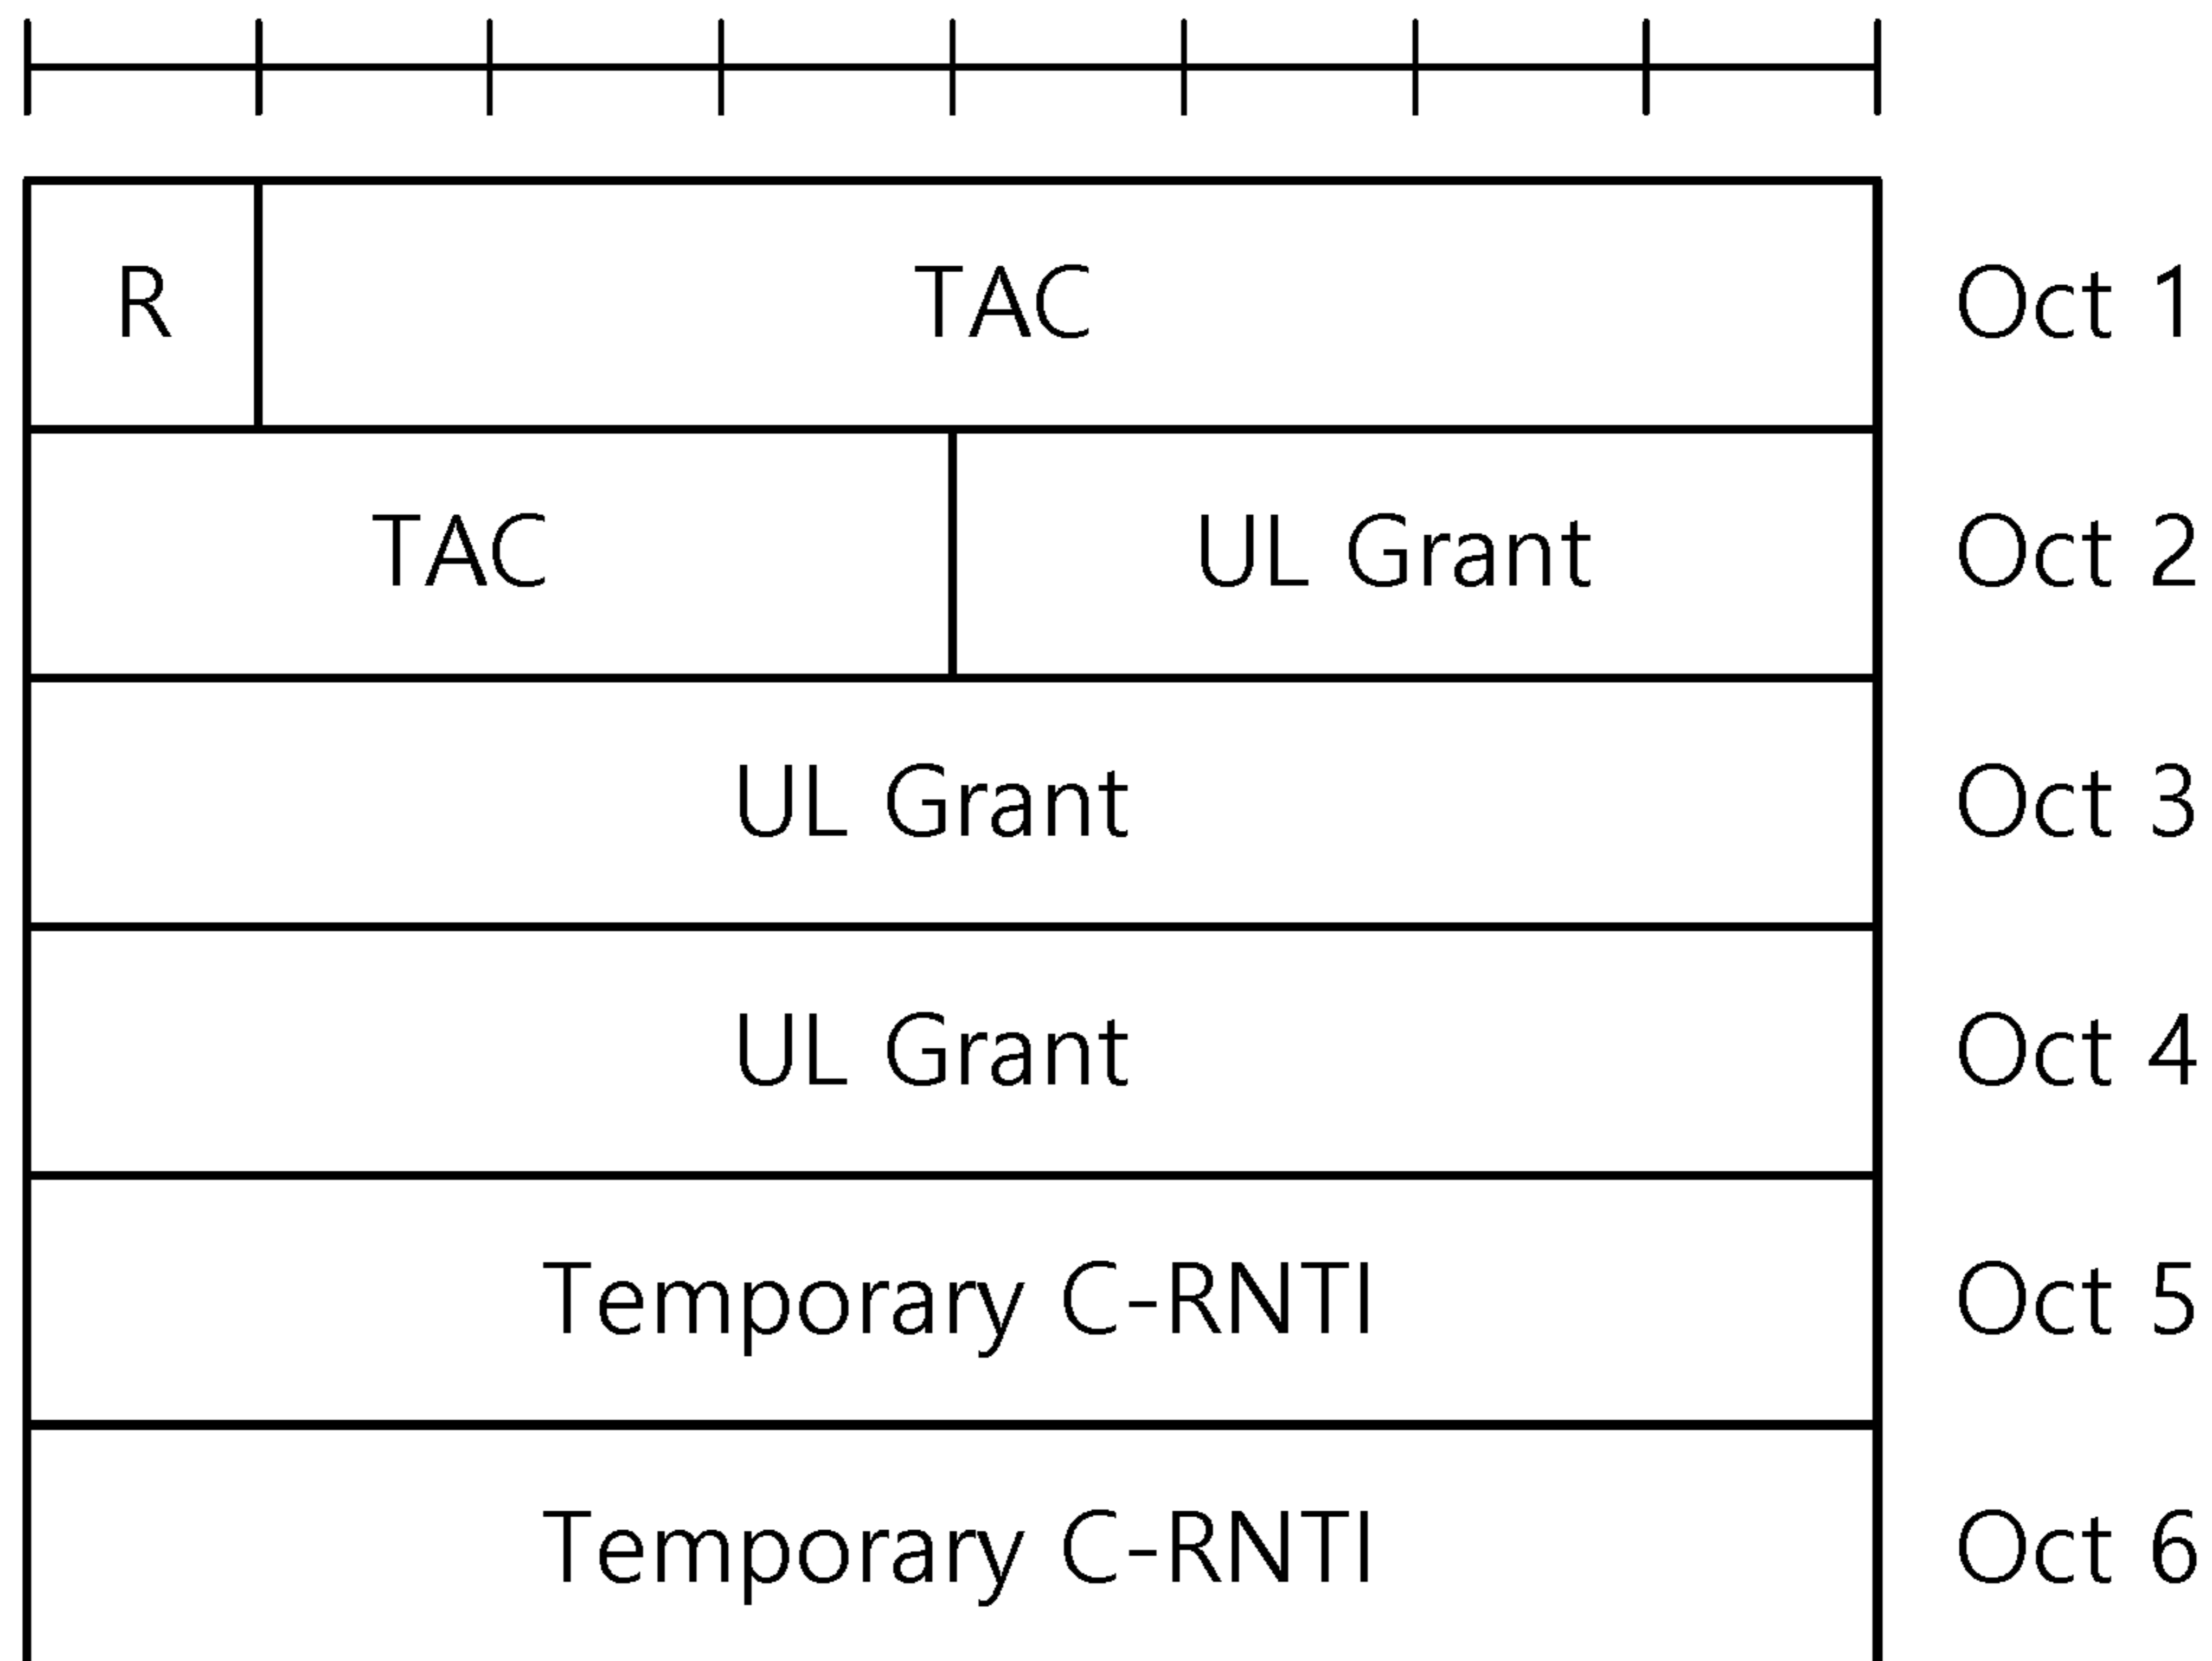 R TAC Oct 1
TAC UL Grant Oct 2
UL Grant Oct 3
UL Grant Oct 4
Temporary C-RNTI Oct 5
Temporary C-RNTI Oct 6